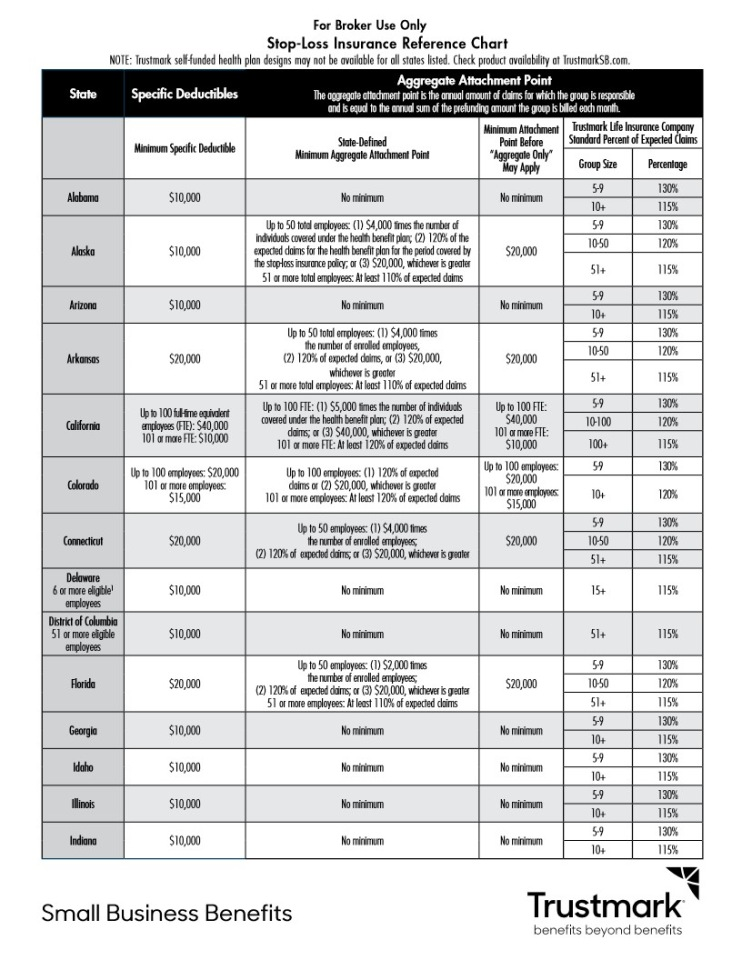 For Broker Use Only
Stop-Loss Insurance Reference Chart
NOTE: Trustmark self-funded health plan designs may not be available for all states listed. Check product availability at TrustmarkSB.com.
State
Specific Deductibles
Aggregate Attachment Point
The aggregate attachment point is the annual amount of claims for which the group is responsible
and is equal to the annual sum of the prefunding amount the group is billed each month.
Minimum Specific Deductible
State-Defined
Minimum Aggregate Attachment Point
Minimum Attachment
Point Before
"Aggregate Only"
May Apply
Trustmark Life Insurance Company
Standard Percent of Expected Claims
Group Size
Percentage
Alabama
$10,000
No minimum
No minimum
5-9
130%
10+
115%
Alaska
$10,000
Up to 50 total employees: (1) $4,000 times the number of
individuals covered under the health benefit plan; (2) 120% of the
expected claims for the health benefit plan for the period covered by
the stop-loss insurance policy; or (3) $20,000, whichever is greater
51 or more total employees: At least 110% of expected claims
$20,000
5-9
130%
10-50
120%
51+
115%
Arizona
$10,000
No minimum
No minimum
5-9
130%
10+
115%
Arkansas
$20,000
Up to 50 total employees: (1) $4,000 times
the number of enrolled employees,
(2) 120% of expected claims, or (3) $20,000,
whichever is greater
51 or more total employees: At least 110% of expected claims
$20,000
5-9
130%
10-50
120%
51+
115%
California
Up to 100 full-time equivalent
employees (FTE): $40,000
101 or more FTE: $10,000
Up to 100 FTE: (1) $5,000 times the number of individuals
covered under the health benefit plan; (2) 120% of expected
claims; or (3) $40,000, whichever is greater
101 or more FTE: At least 120% of expected claims
Up to 100 FTE:
$40,000
101 or more FTE:
$10,000
5-9
130%
10-100
120%
100+
115%
Colorado
Up to 100 employees: $20,000
101 or more employees:
$15,000
Up to 100 employees: (1) 120% of expected
claims or (2) $20,000, whichever is greater
101 or more employees: At least 120% of expected claims
Up to 100 employees:
$20,000
101 or more employees:
$15,000
5-9
130%
10+
120%
Connecticut
$20,000
Up to 50 employees: (1) $4,000 times
the number of enrolled employees;
(2) 120% of expected claims; or (3) $20,000, whichever is greater
$20,000
5-9
130%
10-50
120%
51+
115%
Delaware
6 or more eligible¹
employees
$10,000
No minimum
No minimum
15+
115%
District of Columbia
51 or more eligible
employees
$10,000
No minimum
No minimum
51+
115%
Florida
$20,000
Up to 50 employees: (1) $2,000 times
the number of enrolled employees;
(2) 120% of expected claims; or (3) $20,000, whichever is greater
51 or more employees: At least 110% of expected claims
$20,000
5-9
130%
10-50
120%
51+
115%
Georgia
$10,000
No minimum
No minimum
5-9
130%
10+
115%
Idaho
$10,000
No minimum
No minimum
5-9
130%
10+
115%
Illinois
$10,000
No minimum
No minimum
5-9
130%
10+
115%
Indiana
$10,000
No minimum
No minimum
5-9
130%
10+
115%
Small Business Benefits
Trustmark
benefits beyond benefits